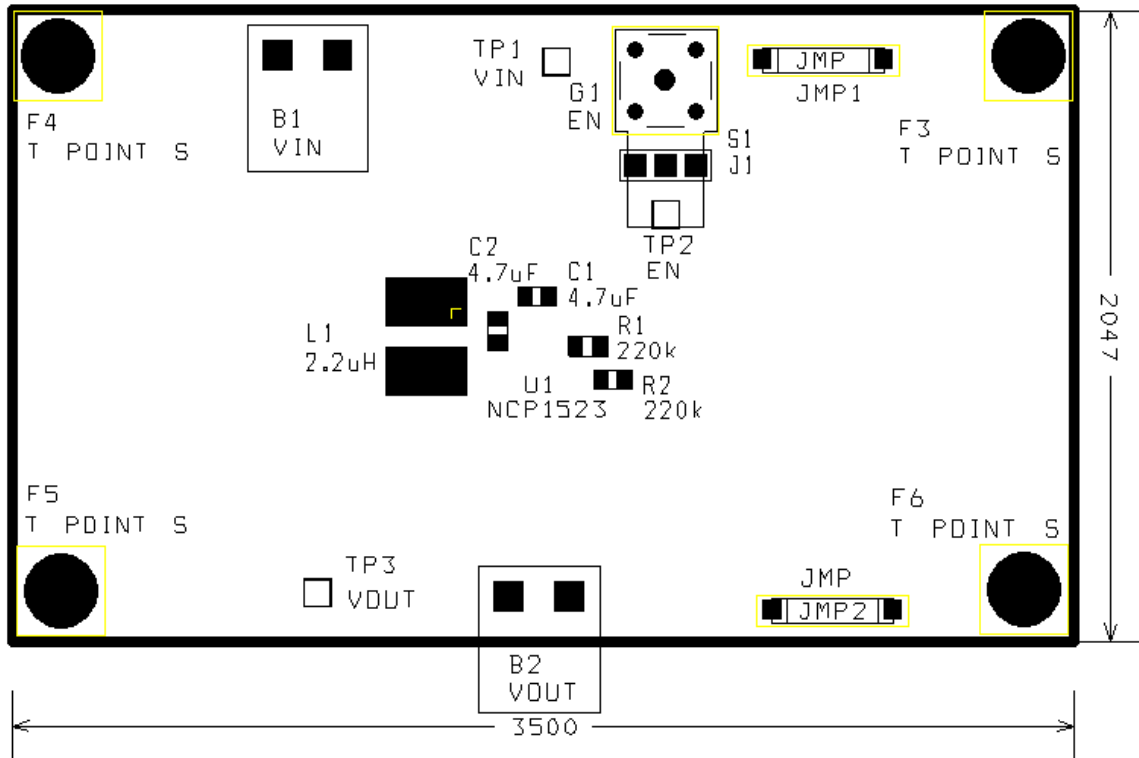 TP1
VIN
JMP
JMP1
G1
EN
F4
T POINT S
B1
VIN
F3
T POINT S
S1
J1
TP2
EN
C2
4.7uF
C1
4.7uF
L1
2.2uH
R1
220k
U1
NCP1523
R2
220k
2047
F5
T POINT S
F6
T POINT S
TP3
VOUT
JMP
JMP2
B2
VOUT
3500